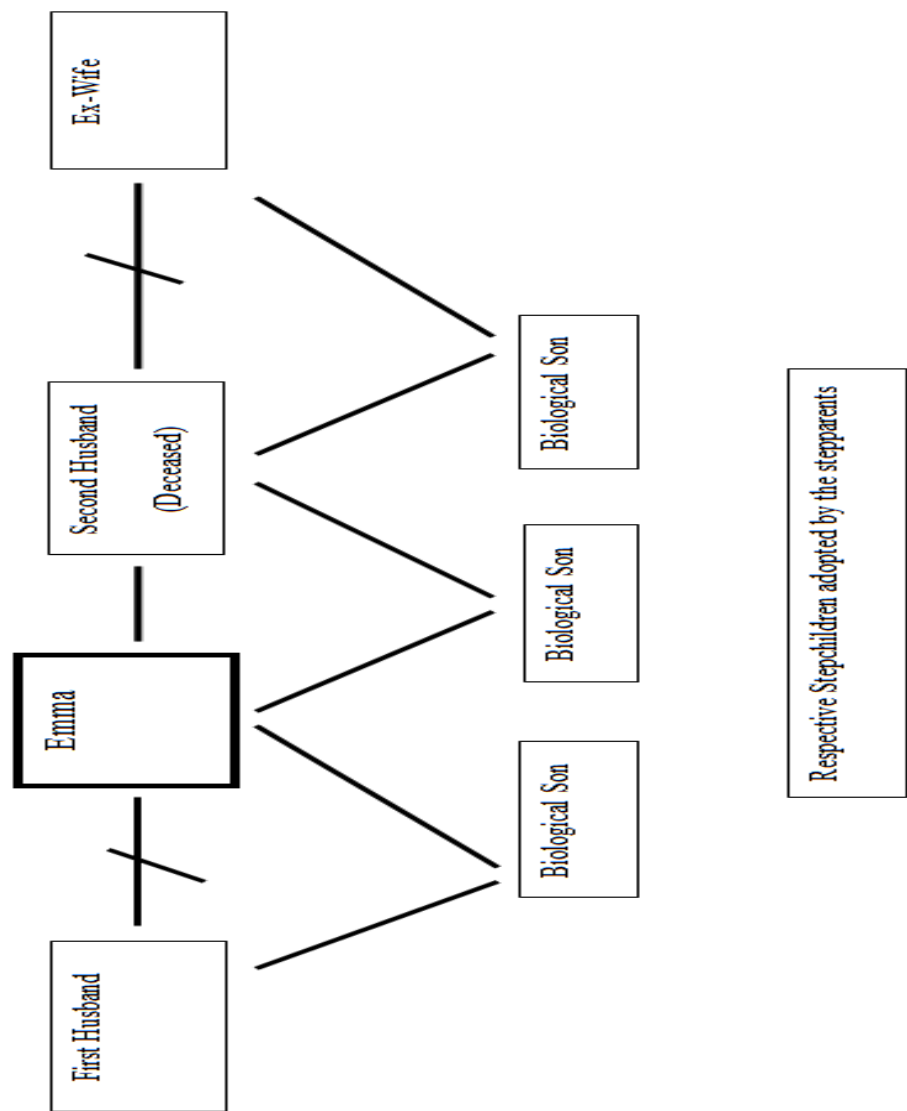 First Husband
Emma
Second Husband
(Deceased)
Ex-Wife
Biological Son
Biological Son
Biological Son
Respective Stepchildren adopted by the stepparents